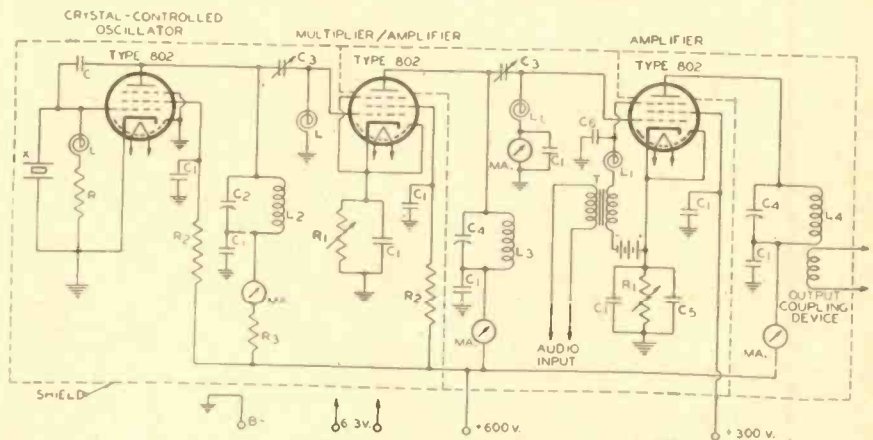 CRYSTAL-CONTROLLED
OSCILLATOR
MULTIPLIER/AMPLIFIER
AMPLIFIER
TYPE 802
TYPE 802
TYPE 802
C
C3
C3
X
L
R
C1
R2
C2
C1
L2
MA.
R3
L
R1
C1
C1
R2
C4
C1
L3
MA.
L1
MA.
C1
C6
L1
T
C1
R1
C5
C1
C4
C1
L4
MA.
OUTPUT
COUPLING
DEVICE
AUDIO
INPUT
SHIELD
B-
6.3V.
+600V.
+300V.